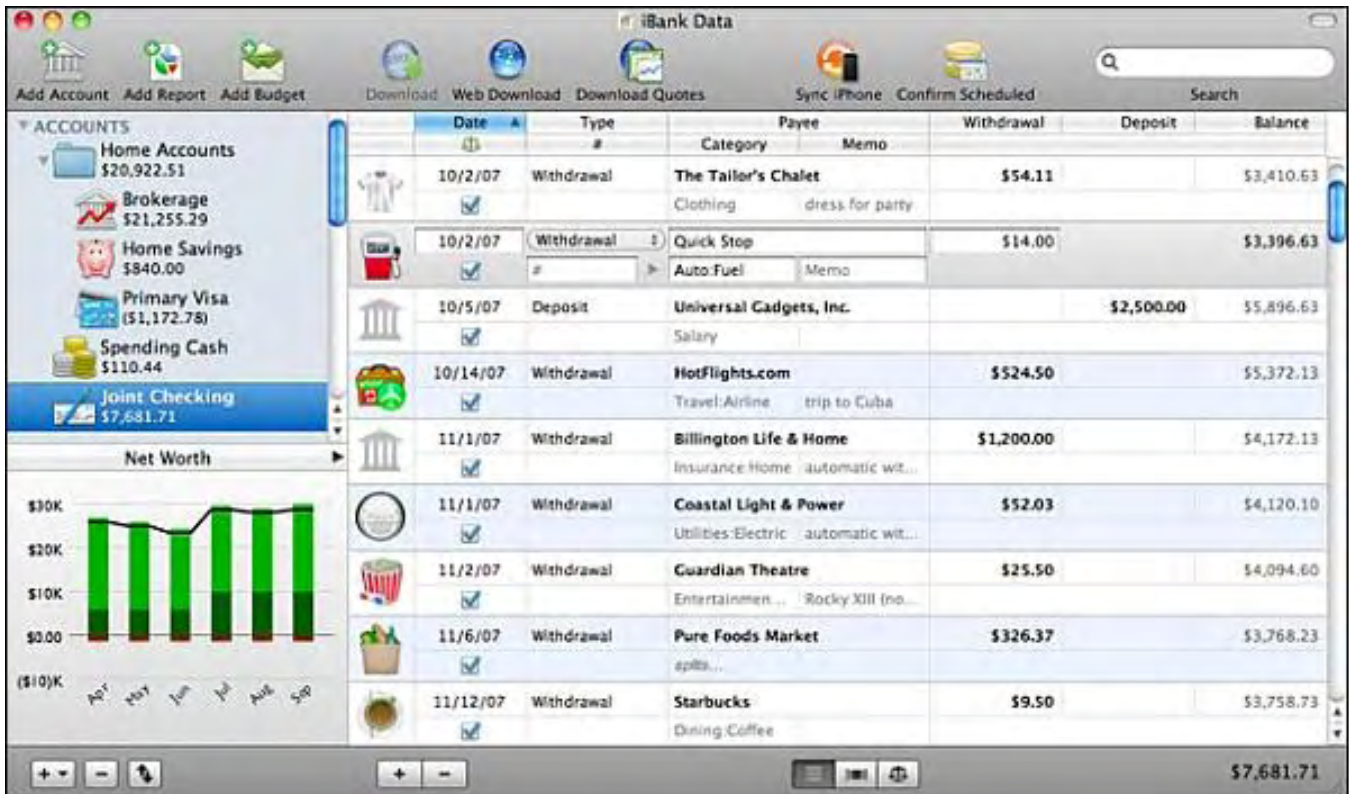 iBank Data
Add Account Add Report Add Budget Download Web Download Download Quotes Sync iPhone Confirm Scheduled Search
ACCOUNTS
Home Accounts
$20,922.51
Brokerage
$21,255.29
Home Savings
$840.00
Primary Visa
($1,172.78)
Spending Cash
$110.44
Joint Checking
$7,681.71
Net Worth
$30K
$20K
$10K
$0.00
($10)K
Apr May Jun Jul Aug Sep
Date Type Payee Withdrawal Deposit Balance
# Category Memo
10/2/07 Withdrawal The Tailor's Chalet $54.11 $3,410.63
Clothing dress for party
10/2/07 Withdrawal Quick Stop $14.00 $3,396.63
# Auto:Fuel Memo
10/5/07 Deposit Universal Gadgets, Inc. $2,500.00 $5,896.63
Salary
10/14/07 Withdrawal HotFlights.com $524.50 $5,372.13
Travel:Airline trip to Cuba
11/1/07 Withdrawal Billington Life & Home $1,200.00 $4,172.13
Insurance:Home automatic wit...
11/1/07 Withdrawal Coastal Light & Power $52.03 $4,120.10
Utilities:Electric automatic wit...
11/2/07 Withdrawal Guardian Theatre $25.50 $4,094.60
Entertainmen... Rocky XIII (no...
11/6/07 Withdrawal Pure Foods Market $326.37 $3,768.23
splits...
11/12/07 Withdrawal Starbucks $9.50 $3,758.73
Dining:Coffee
$7,681.71